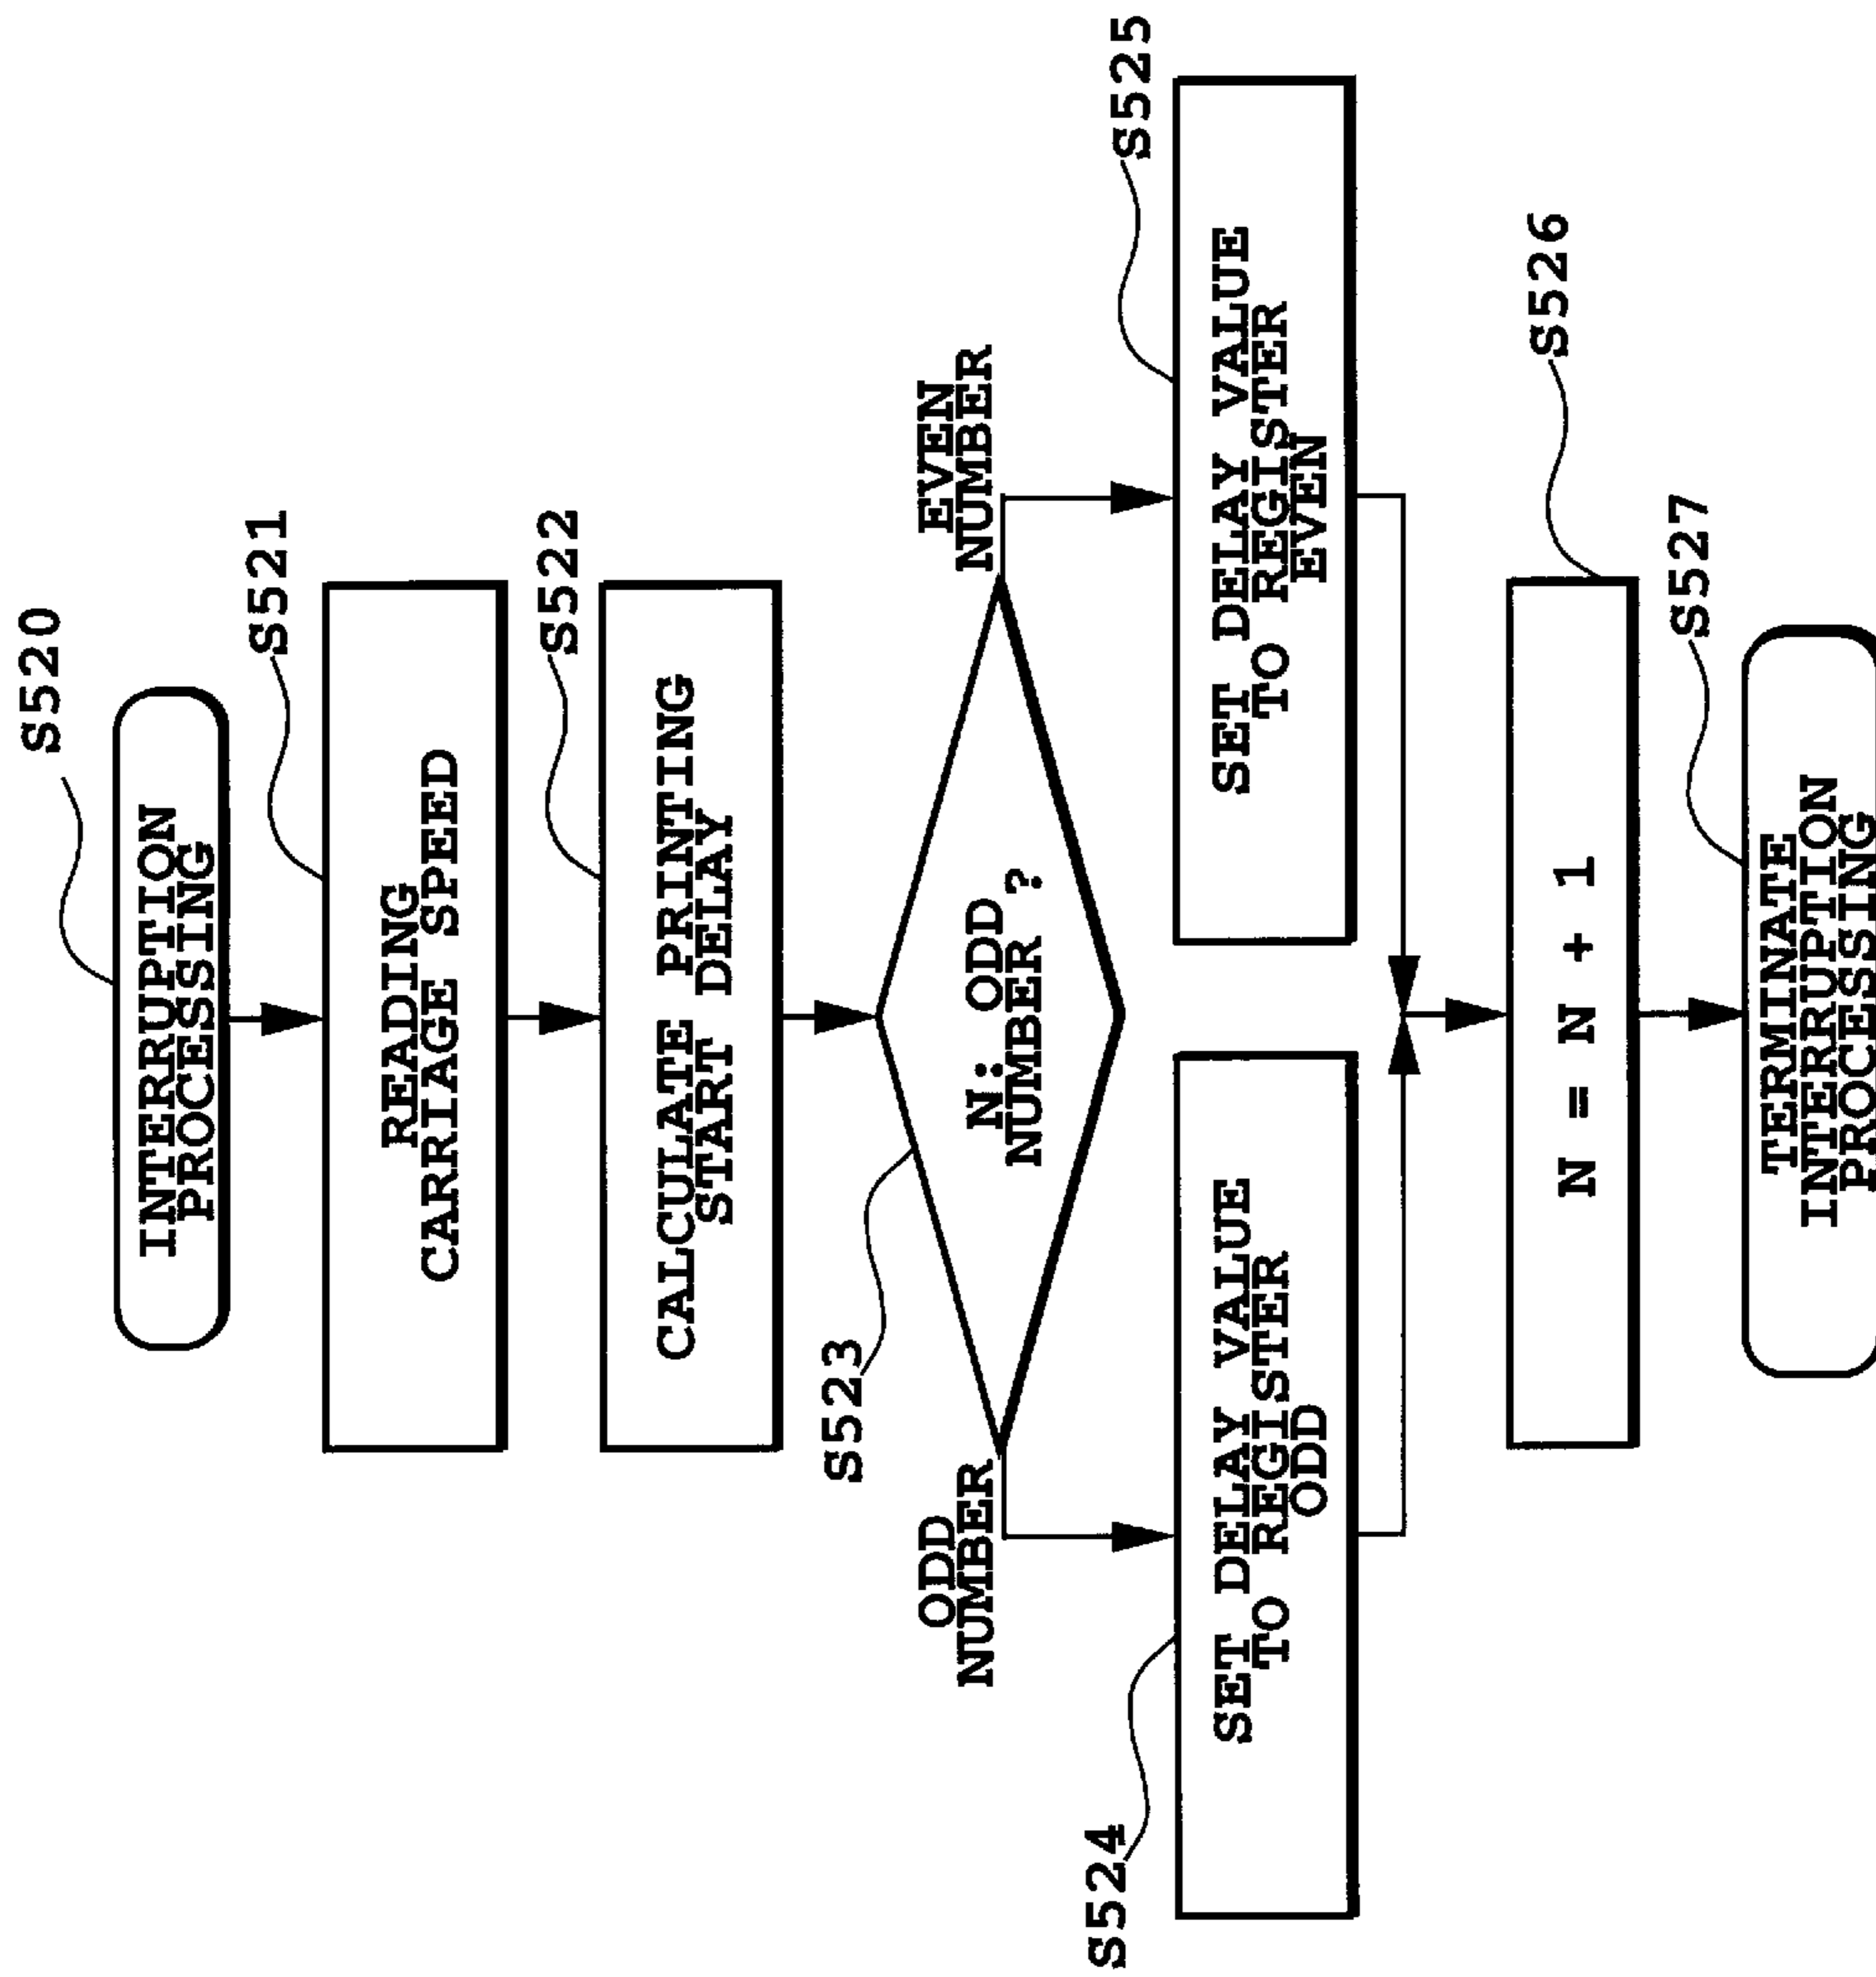 S520
INTERRUPTION
PROCESSING
S521
READING
CARRIAGE SPEED
S522
CALCULATE PRINTING
START DELAY
S523
N: ODD
NUMBER ?
ODD
NUMBER
EVEN
NUMBER
S524
SET DELAY VALUE
TO REGISTER
ODD
S525
SET DELAY VALUE
TO REGISTER
EVEN
S526
N = N + 1
S527
TERMINATE
INTERRUPTION
PROCESSING